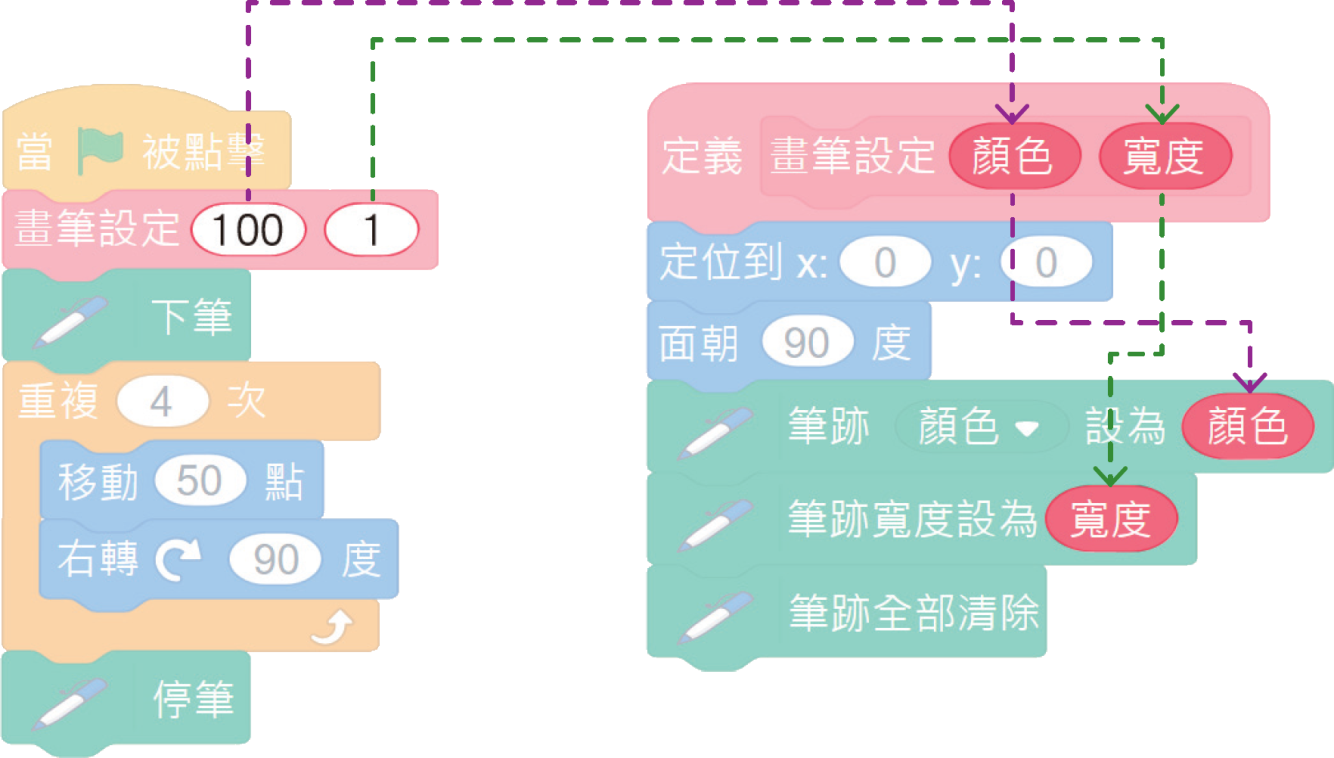 當 被點擊
畫筆設定 100 1
下筆
重複 4 次
移動 50 點
右轉 90 度
停筆
定義 畫筆設定 顏色 寬度
定位到 x: 0 y: 0
面朝 90 度
筆跡 顏色 設為 顏色
筆跡寬度設為 寬度
筆跡全部清除